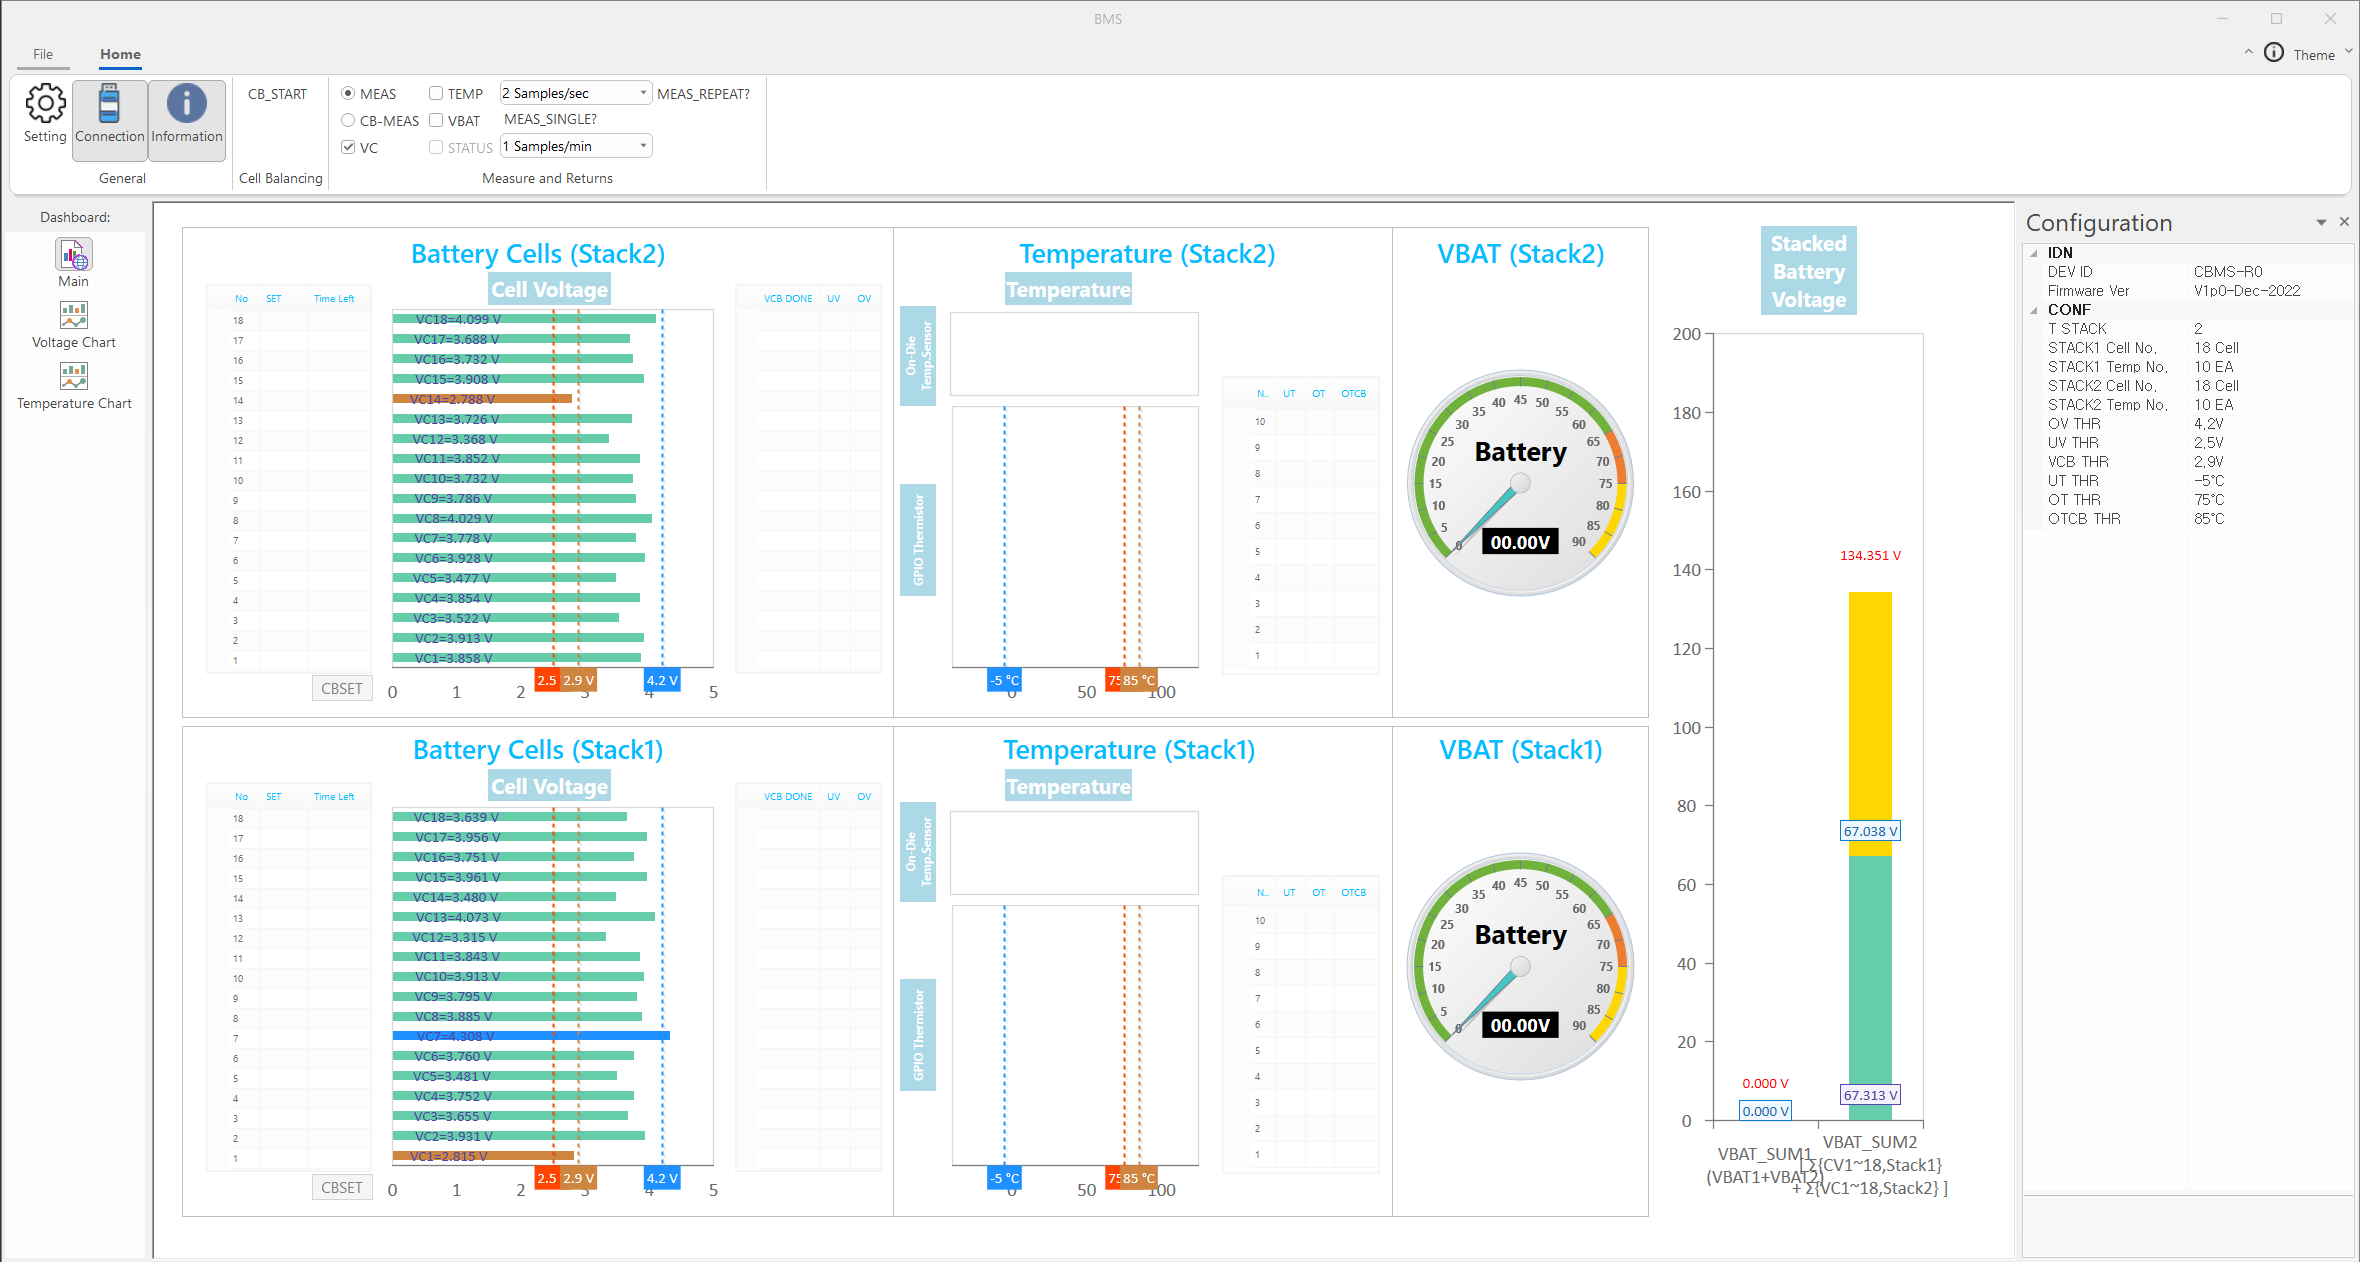 BMS
File
Home
Theme
Setting
Connection
Information
General
CB_START
Cell Balancing
MEAS
TEMP
2 Samples/sec
MEAS_REPEAT?
CB-MEAS
VBAT
MEAS_SINGLE?
VC
STATUS
1 Samples/min
Measure and Returns
Dashboard:
Main
Voltage Chart
Temperature Chart
Battery Cells (Stack2)
Cell Voltage
No SET Time Left
18
17
16
15
14
13
12
11
10
9
8
7
6
5
4
3
2
1
CBSET
VC18=4.099 V
VC17=3.688 V
VC16=3.732 V
VC15=3.908 V
VC14=2.788 V
VC13=3.726 V
VC12=3.368 V
VC11=3.852 V
VC10=3.732 V
VC9=3.786 V
VC8=4.029 V
VC7=3.778 V
VC6=3.928 V
VC5=3.477 V
VC4=3.854 V
VC3=3.522 V
VC2=3.913 V
VC1=3.858 V
2.5 2.9 V 4.2 V
0 1 2 3 4 5
VCB DONE UV OV
Temperature (Stack2)
Temperature
On-Die
Temp.Sensor
GPIO Thermistor
-5 °C 75 85 °C
0 50 100
N.. UT OT OTCB
10
9
8
7
6
5
4
3
2
1
VBAT (Stack2)
0 5 10 15 20 25 30 35 40 45 50 55 60 65 70 75 80 85 90
Battery
00.00V
Battery Cells (Stack1)
Cell Voltage
No SET Time Left
18
17
16
15
14
13
12
11
10
9
8
7
6
5
4
3
2
1
CBSET
VC18=3.639 V
VC17=3.956 V
VC16=3.751 V
VC15=3.961 V
VC14=3.480 V
VC13=4.073 V
VC12=3.315 V
VC11=3.843 V
VC10=3.913 V
VC9=3.795 V
VC8=3.885 V
VC7=4.308 V
VC6=3.760 V
VC5=3.481 V
VC4=3.752 V
VC3=3.655 V
VC2=3.931 V
VC1=2.815 V
2.5 2.9 V 4.2 V
0 1 2 3 4 5
VCB DONE UV OV
Temperature (Stack1)
Temperature
On-Die
Temp.Sensor
GPIO Thermistor
-5 °C 75 85 °C
0 50 100
N.. UT OT OTCB
10
9
8
7
6
5
4
3
2
1
VBAT (Stack1)
0 5 10 15 20 25 30 35 40 45 50 55 60 65 70 75 80 85 90
Battery
00.00V
Stacked
Battery
Voltage
200
180
160
140
120
100
80
60
40
20
0
134.351 V
67.038 V
67.313 V
0.000 V
0.000 V
VBAT_SUM1
(VBAT1+VBAT2)
VBAT_SUM2
[ Σ{CV1~18,Stack1}
+ Σ{VC1~18,Stack2} ]
Configuration
IDN
DEV ID CBMS-R0
Firmware Ver V1p0-Dec-2022
CONF
T STACK 2
STACK1 Cell No. 18 Cell
STACK1 Temp No. 10 EA
STACK2 Cell No. 18 Cell
STACK2 Temp No. 10 EA
OV THR 4.2V
UV THR 2.5V
VCB THR 2.9V
UT THR -5°C
OT THR 75°C
OTCB THR 85°C